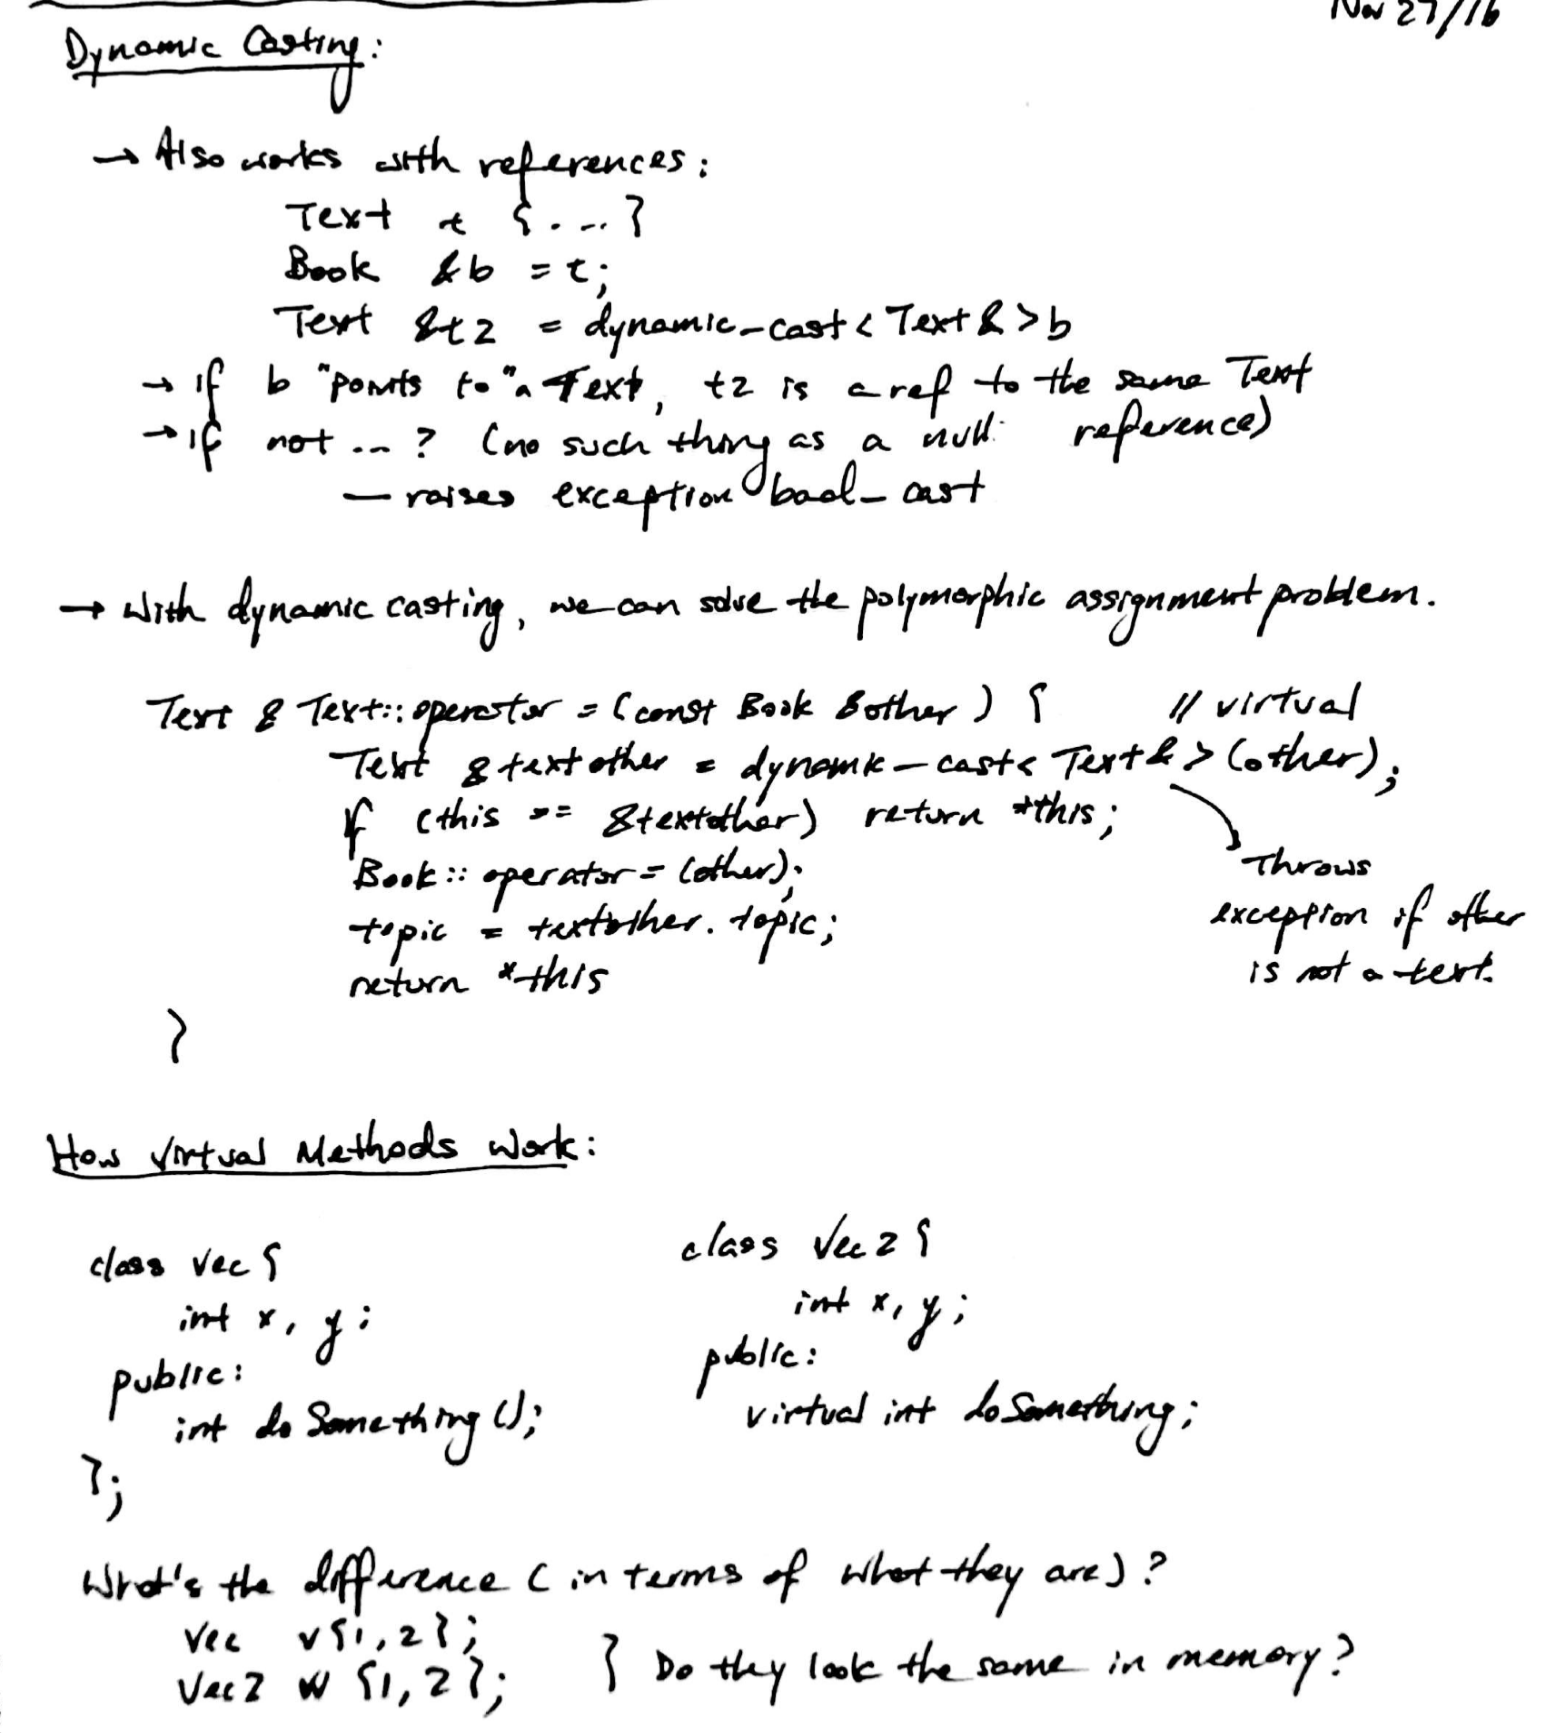 Nov 27/16
Dynamic Casting:
→ Also works with references:
Text t {....}
Book &b = t;
Text &t2 = dynamic_cast<Text&>b
→ if b "points to" a Text, t2 is a ref to the same Text
→ if not ... ? (no such thing as a null reference)
— raises exception bad_cast
→ With dynamic casting, we can solve the polymorphic assignment problem.
Text & Text::operator = (const Book &other) { // virtual
Text &textother = dynamic_cast<Text&>(other);
if (this == &textother) return *this;
Book::operator=(other);
topic = textother.topic;
return *this
}
Throws
exception if other
is not a text.
How Virtual Methods Work:
class Vec {
int x, y;
public:
int doSomething();
};
class Vec2 {
int x, y;
public:
virtual int doSomething;
What's the difference (in terms of what they are)?
Vec v{1,2};
Vec2 w {1,2};
} Do they look the same in memory?